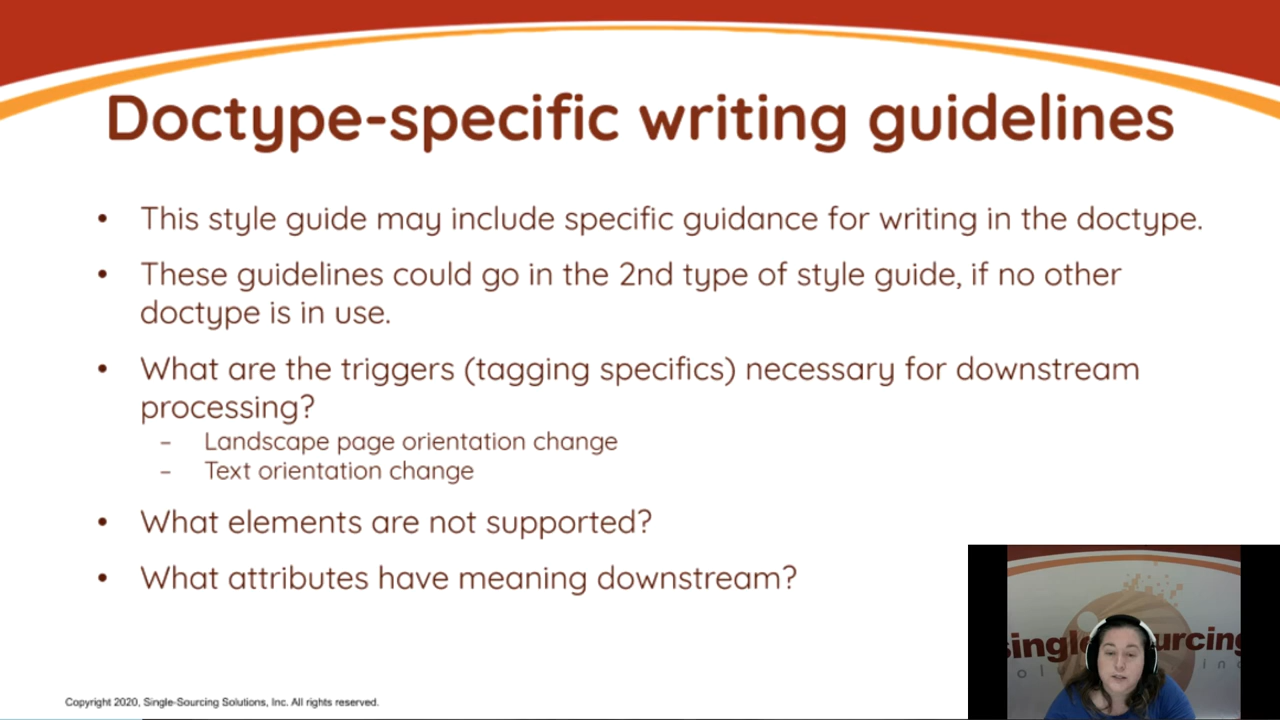 Doctype-specific writing guidelines
• This style guide may include specific guidance for writing in the doctype.
• These guidelines could go in the 2nd type of style guide, if no other
doctype is in use.
• What are the triggers (tagging specifics) necessary for downstream
processing?
– Landscape page orientation change
– Text orientation change
• What elements are not supported?
• What attributes have meaning downstream?
Copyright 2020, Single-Sourcing Solutions, Inc. All rights reserved.